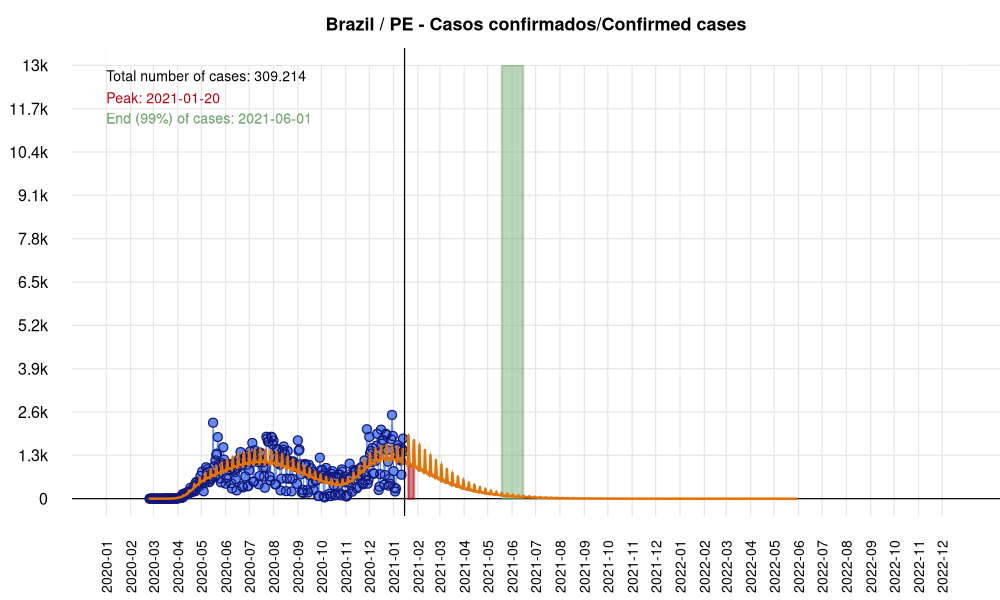 Brazil / PE - Casos confirmados/Confirmed cases
Total number of cases: 309.214
Peak: 2021-01-20
End (99%) of cases: 2021-06-01
13k
11.7k
10.4k
9.1k
7.8k
6.5k
5.2k
3.9k
2.6k
1.3k
0
2020-01
2020-02
2020-03
2020-04
2020-05
2020-06
2020-07
2020-08
2020-09
2020-10
2020-11
2020-12
2021-01
2021-02
2021-03
2021-04
2021-05
2021-06
2021-07
2021-08
2021-09
2021-10
2021-11
2021-12
2022-01
2022-02
2022-03
2022-04
2022-05
2022-06
2022-07
2022-08
2022-09
2022-10
2022-11
2022-12